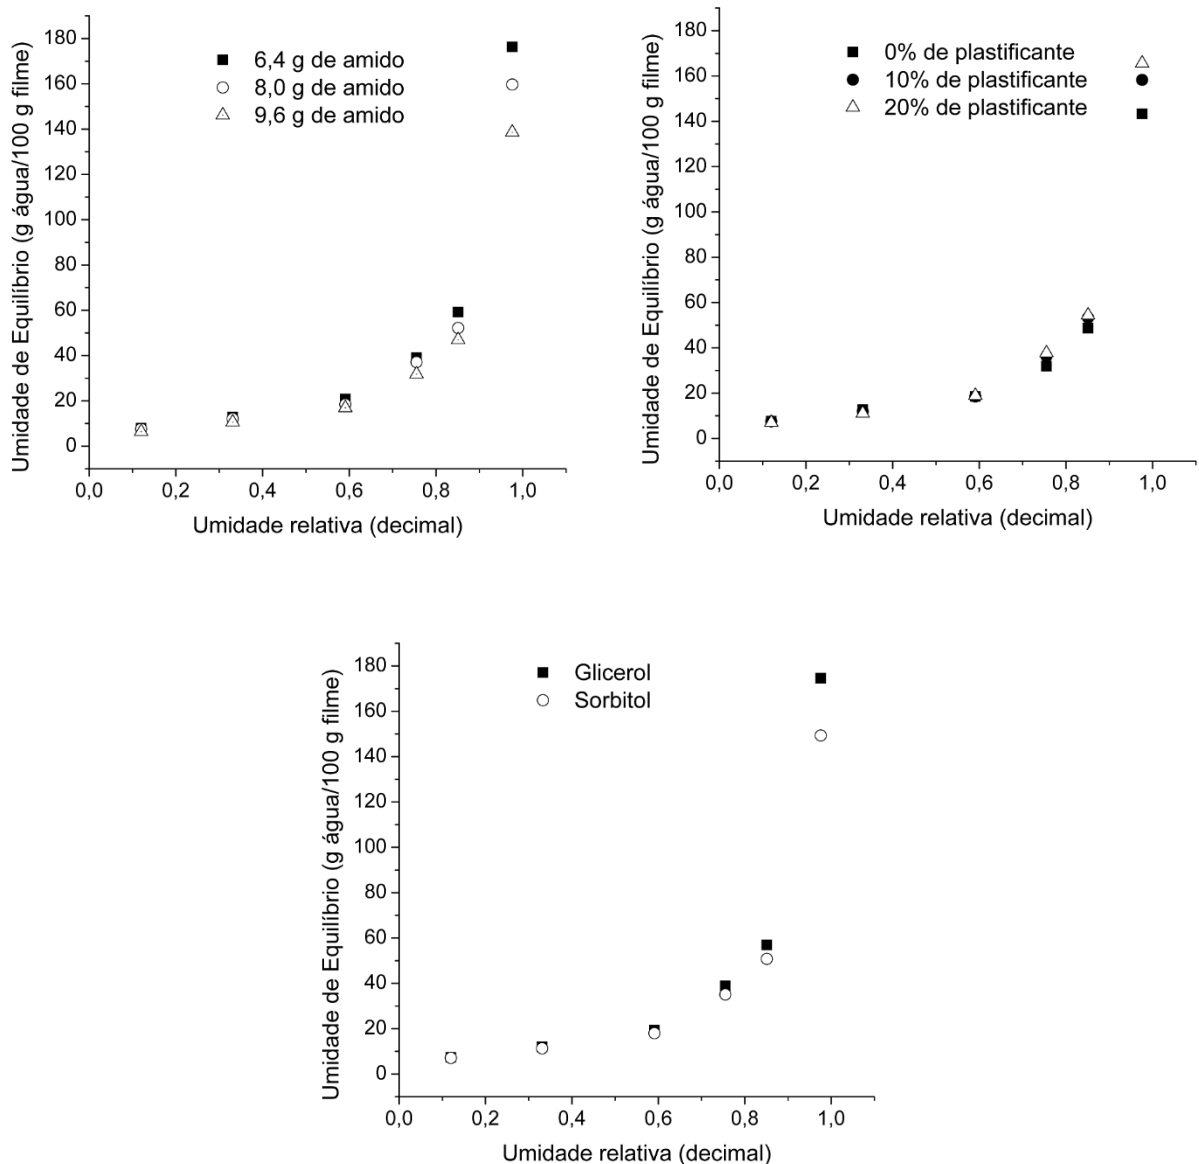 Umidade de Equilíbrio (g água/100 g filme)
180
160
140
120
100
80
60
40
20
0
6,4 g de amido
8,0 g de amido
9,6 g de amido
0,0 0,2 0,4 0,6 0,8 1,0
Umidade relativa (decimal)
Umidade de Equilíbrio (g água/100 g filme)
180
160
140
120
100
80
60
40
20
0
0% de plastificante
10% de plastificante
20% de plastificante
0,0 0,2 0,4 0,6 0,8 1,0
Umidade relativa (decimal)
Umidade de Equilíbrio (g água/100 g filme)
180
160
140
120
100
80
60
40
20
0
Glicerol
Sorbitol
0,0 0,2 0,4 0,6 0,8 1,0
Umidade relativa (decimal)